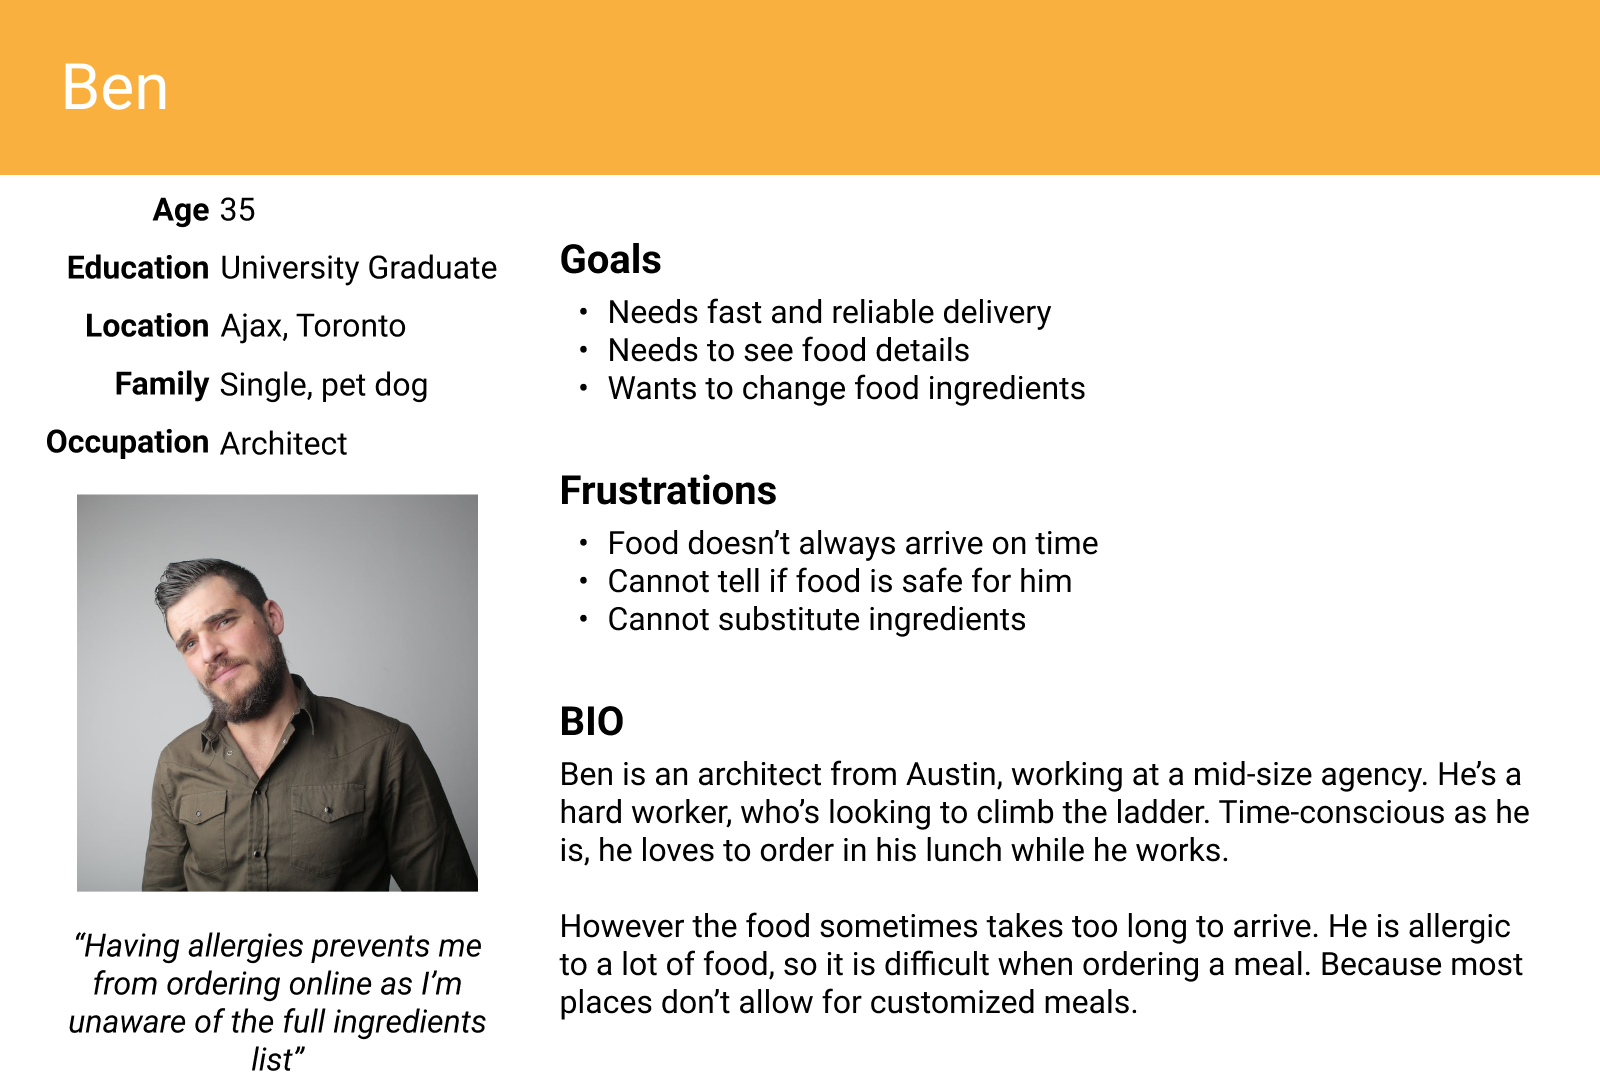 Ben
Age 35
Education University Graduate
Location Ajax, Toronto
Family Single, pet dog
Occupation Architect
“Having allergies prevents me
from ordering online as I’m
unaware of the full ingredients
list”
Goals
• Needs fast and reliable delivery
• Needs to see food details
• Wants to change food ingredients
Frustrations
• Food doesn’t always arrive on time
• Cannot tell if food is safe for him
• Cannot substitute ingredients
BIO
Ben is an architect from Austin, working at a mid-size agency. He’s a
hard worker, who’s looking to climb the ladder. Time-conscious as he
is, he loves to order in his lunch while he works.
However the food sometimes takes too long to arrive. He is allergic
to a lot of food, so it is difficult when ordering a meal. Because most
places don’t allow for customized meals.